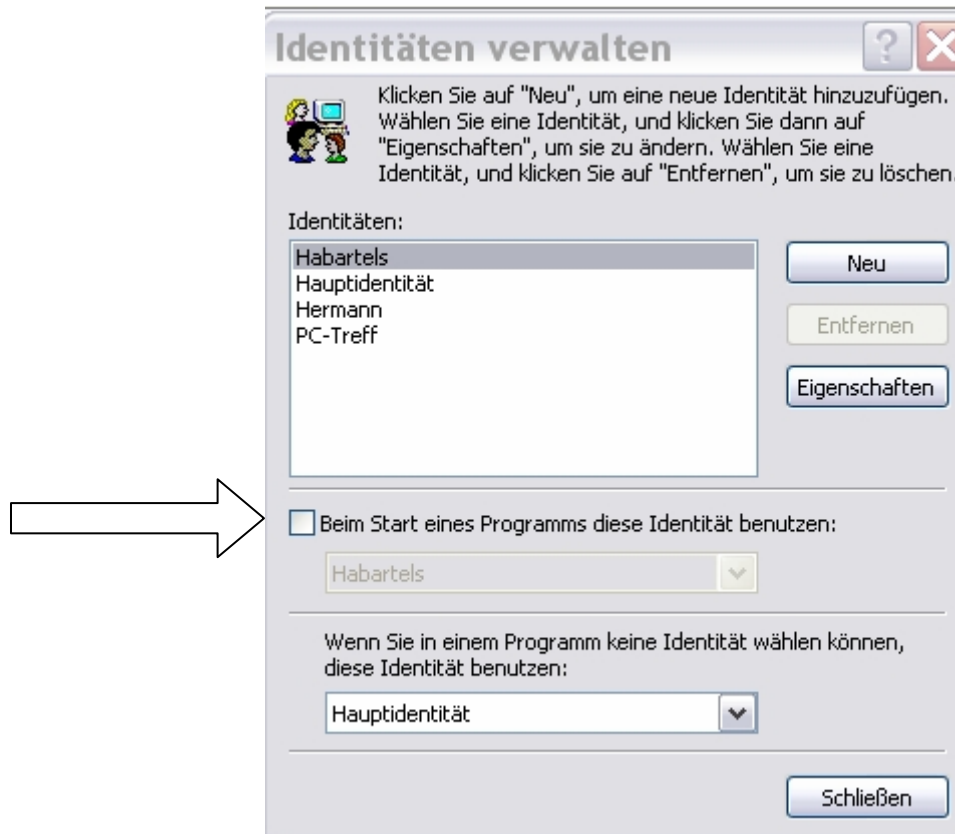 Identitäten verwalten
Klicken Sie auf "Neu", um eine neue Identität hinzuzufügen.
Wählen Sie eine Identität, und klicken Sie dann auf
"Eigenschaften", um sie zu ändern. Wählen Sie eine
Identität, und klicken Sie auf "Entfernen", um sie zu löschen.
Identitäten:
Habartels
Hauptidentität
Hermann
PC-Treff
Neu
Entfernen
Eigenschaften
Beim Start eines Programms diese Identität benutzen:
Habartels
Wenn Sie in einem Programm keine Identität wählen können,
diese Identität benutzen:
Hauptidentität
Schließen